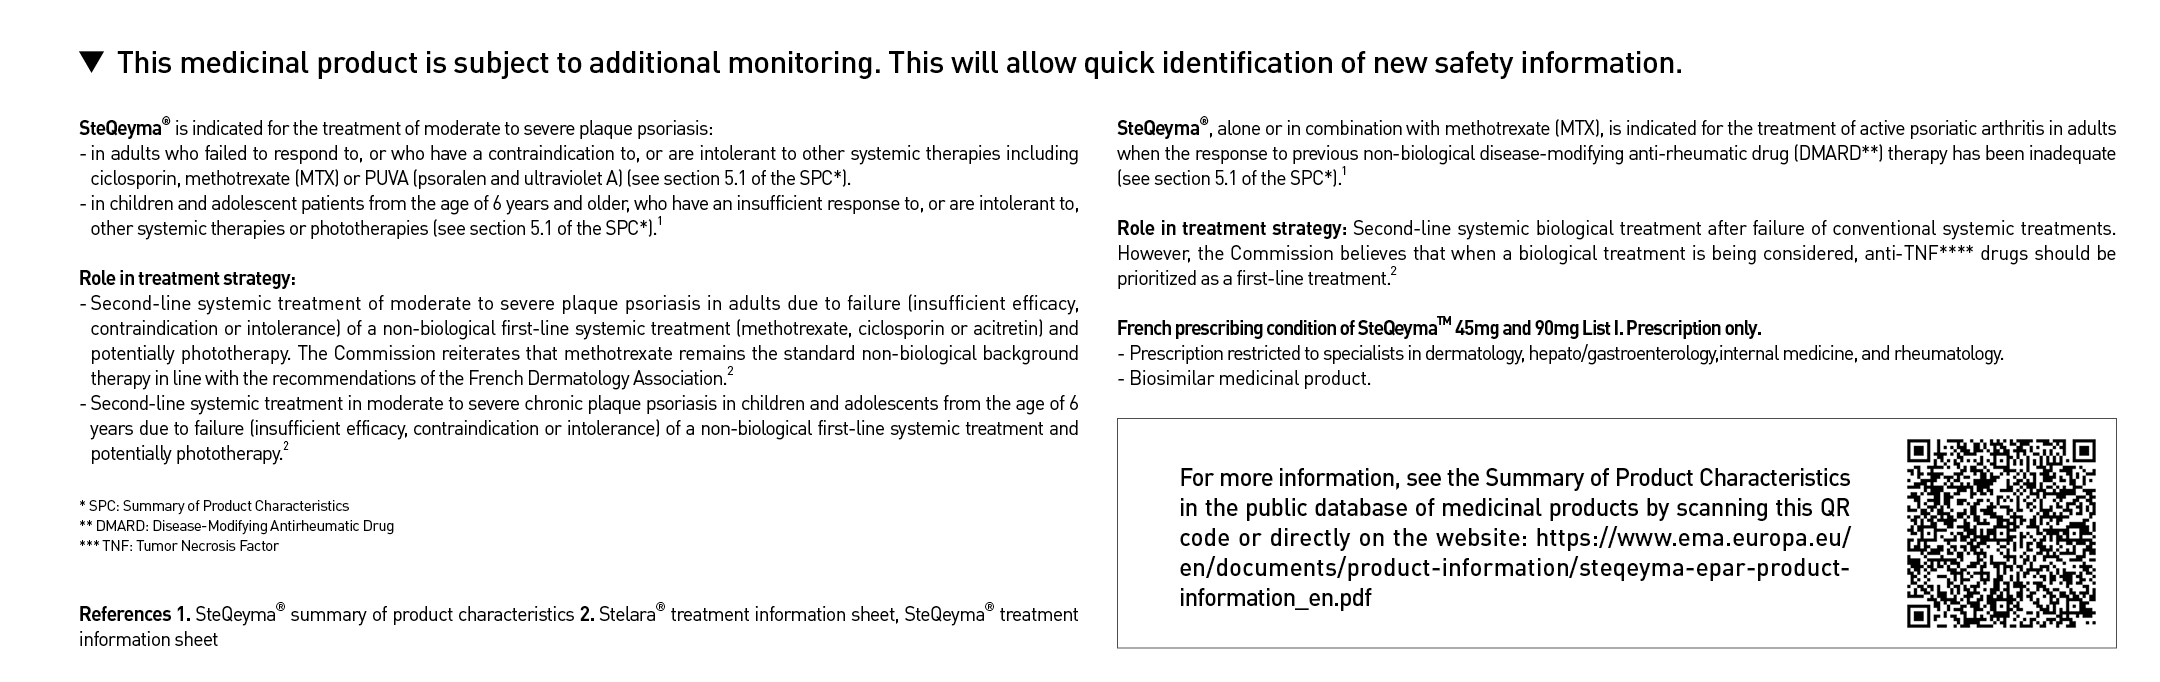 ▼ This medicinal product is subject to additional monitoring. This will allow quick identification of new safety information.
SteQeyma® is indicated for the treatment of moderate to severe plaque psoriasis:
- in adults who failed to respond to, or who have a contraindication to, or are intolerant to other systemic therapies including
ciclosporin, methotrexate (MTX) or PUVA (psoralen and ultraviolet A) (see section 5.1 of the SPC*).
- in children and adolescent patients from the age of 6 years and older, who have an insufficient response to, or are intolerant to,
other systemic therapies or phototherapies (see section 5.1 of the SPC*).1
Role in treatment strategy:
- Second-line systemic treatment of moderate to severe plaque psoriasis in adults due to failure (insufficient efficacy,
contraindication or intolerance) of a non-biological first-line systemic treatment (methotrexate, ciclosporin or acitretin) and
potentially phototherapy. The Commission reiterates that methotrexate remains the standard non-biological background
therapy in line with the recommendations of the French Dermatology Association.2
- Second-line systemic treatment in moderate to severe chronic plaque psoriasis in children and adolescents from the age of 6
years due to failure (insufficient efficacy, contraindication or intolerance) of a non-biological first-line systemic treatment and
potentially phototherapy.2
* SPC: Summary of Product Characteristics
** DMARD: Disease-Modifying Antirheumatic Drug
*** TNF: Tumor Necrosis Factor
References 1. SteQeyma® summary of product characteristics 2. Stelara® treatment information sheet, SteQeyma® treatment
information sheet
SteQeyma®, alone or in combination with methotrexate (MTX), is indicated for the treatment of active psoriatic arthritis in adults
when the response to previous non-biological disease-modifying anti-rheumatic drug (DMARD**) therapy has been inadequate
(see section 5.1 of the SPC*).1
Role in treatment strategy: Second-line systemic biological treatment after failure of conventional systemic treatments.
However, the Commission believes that when a biological treatment is being considered, anti-TNF**** drugs should be
prioritized as a first-line treatment.2
French prescribing condition of SteQeyma™ 45mg and 90mg List I. Prescription only.
- Prescription restricted to specialists in dermatology, hepato/gastroenterology,internal medicine, and rheumatology.
- Biosimilar medicinal product.
For more information, see the Summary of Product Characteristics
in the public database of medicinal products by scanning this QR
code or directly on the website: https://www.ema.europa.eu/
en/documents/product-information/steqeyma-epar-product-
information_en.pdf